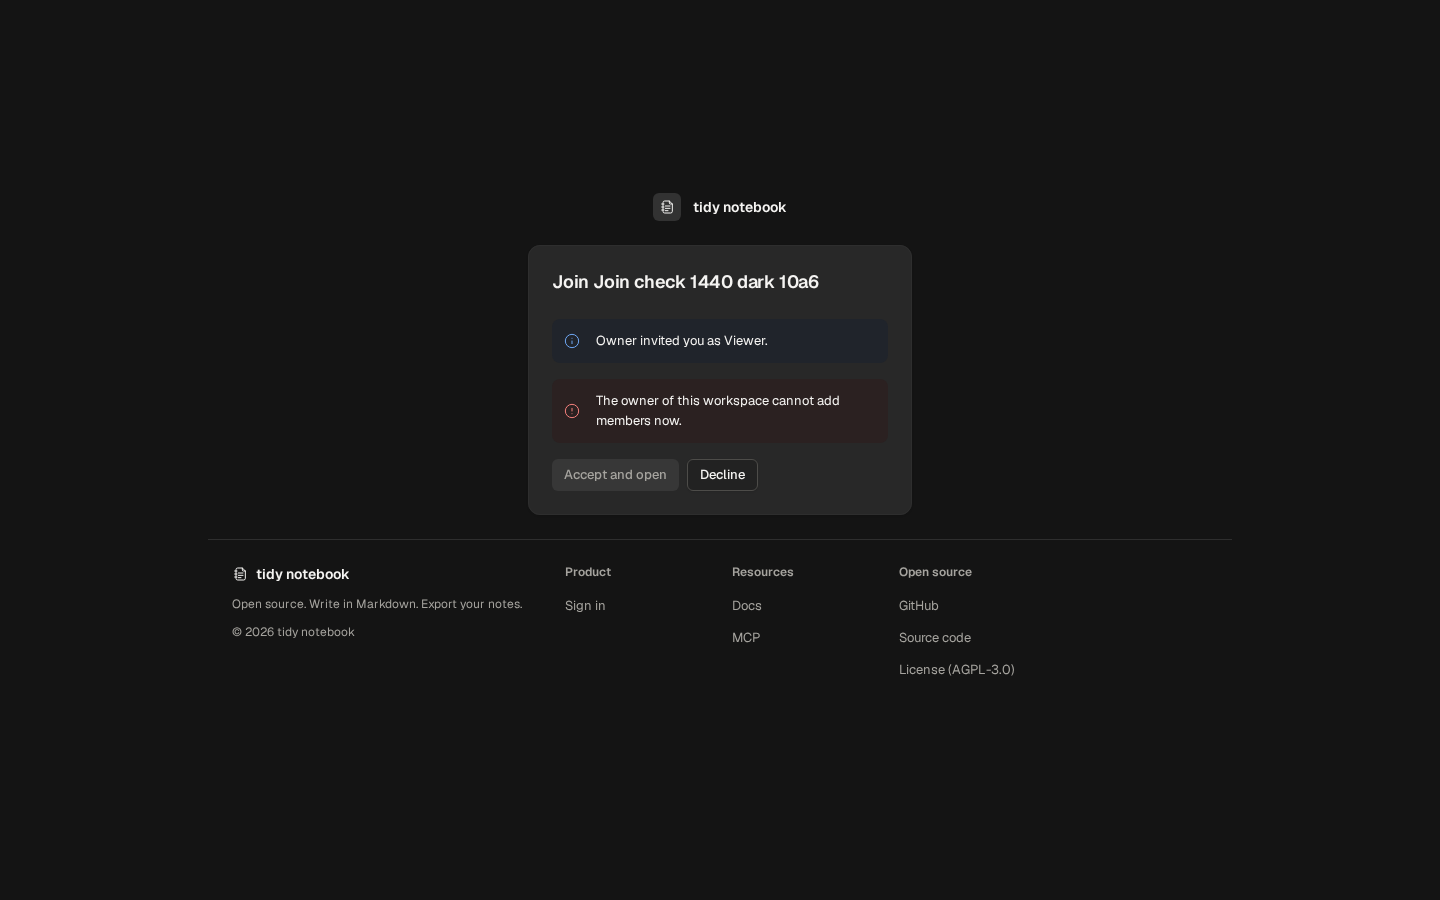 tidy notebook
Join Join check 1440 dark 10a6
Owner invited you as Viewer.
The owner of this workspace cannot add
members now.
Accept and open
Decline
tidy notebook
Open source. Write in Markdown. Export your notes.
© 2026 tidy notebook
Product
Sign in
Resources
Docs
MCP
Open source
GitHub
Source code
License (AGPL-3.0)